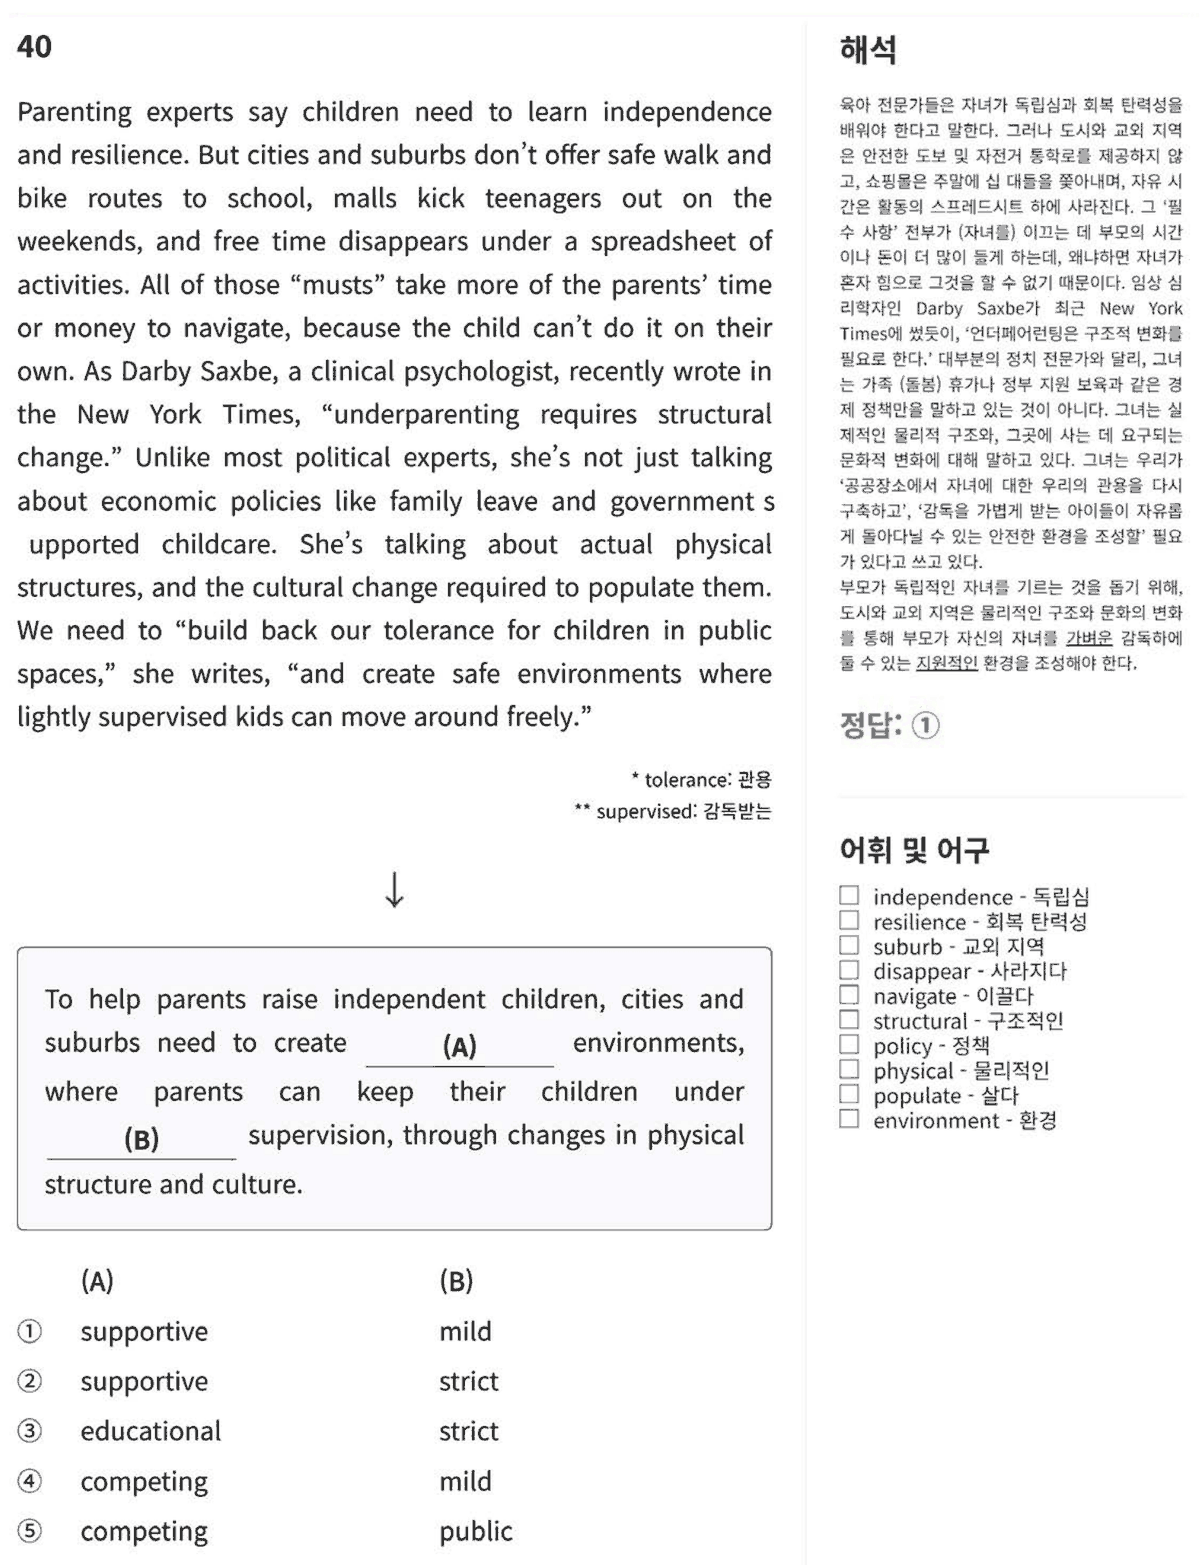 40
Parenting experts say children need to learn independence
and resilience. But cities and suburbs don’t offer safe walk and
bike routes to school, malls kick teenagers out on the
weekends, and free time disappears under a spreadsheet of
activities. All of those “musts” take more of the parents’ time
or money to navigate, because the child can’t do it on their
own. As Darby Saxbe, a clinical psychologist, recently wrote in
the New York Times, “underparenting requires structural
change.” Unlike most political experts, she’s not just talking
about economic policies like family leave and government s
upported childcare. She’s talking about actual physical
structures, and the cultural change required to populate them.
We need to “build back our tolerance for children in public
spaces,” she writes, “and create safe environments where
lightly supervised kids can move around freely.”
* tolerance: 관용
** supervised: 감독받는
↓
To help parents raise independent children, cities and
suburbs need to create (A) environments,
where parents can keep their children under
(B) supervision, through changes in physical
structure and culture.
(A) (B)
① supportive mild
② supportive strict
③ educational strict
④ competing mild
⑤ competing public
해석
육아 전문가들은 자녀가 독립심과 회복 탄력성을
배워야 한다고 말한다. 그러나 도시와 교외 지역
은 안전한 도보 및 자전거 통학로를 제공하지 않
고, 쇼핑몰은 주말에 십 대들을 쫓아내며, 자유 시
간은 활동의 스프레드시트 하에 사라진다. 그 ‘필
수 사항’ 전부가 (자녀를) 이끄는 데 부모의 시간
이나 돈이 더 많이 들게 하는데, 왜냐하면 자녀가
혼자 힘으로 그것을 할 수 없기 때문이다. 임상 심
리학자인 Darby Saxbe가 최근 New York
Times에 썼듯이, ‘언더페어런팅은 구조적 변화를
필요로 한다.’ 대부분의 정치 전문가와 달리, 그녀
는 가족 (돌봄) 휴가나 정부 지원 보육과 같은 경
제 정책만을 말하고 있는 것이 아니다. 그녀는 실
제적인 물리적 구조와, 그곳에 사는 데 요구되는
문화적 변화에 대해 말하고 있다. 그녀는 우리가
‘공공장소에서 자녀에 대한 우리의 관용을 다시
구축하고’, ‘감독을 가볍게 받는 아이들이 자유롭
게 돌아다닐 수 있는 안전한 환경을 조성할’ 필요
가 있다고 쓰고 있다.
부모가 독립적인 자녀를 기르는 것을 돕기 위해,
도시와 교외 지역은 물리적인 구조와 문화의 변화
를 통해 부모가 자신의 자녀를 가벼운 감독하에
둘 수 있는 지원적인 환경을 조성해야 한다.
정답: ①
어휘 및 어구
☐ independence - 독립심
☐ resilience - 회복 탄력성
☐ suburb - 교외 지역
☐ disappear - 사라지다
☐ navigate - 이끌다
☐ structural - 구조적인
☐ policy - 정책
☐ physical - 물리적인
☐ populate - 살다
☐ environment - 환경